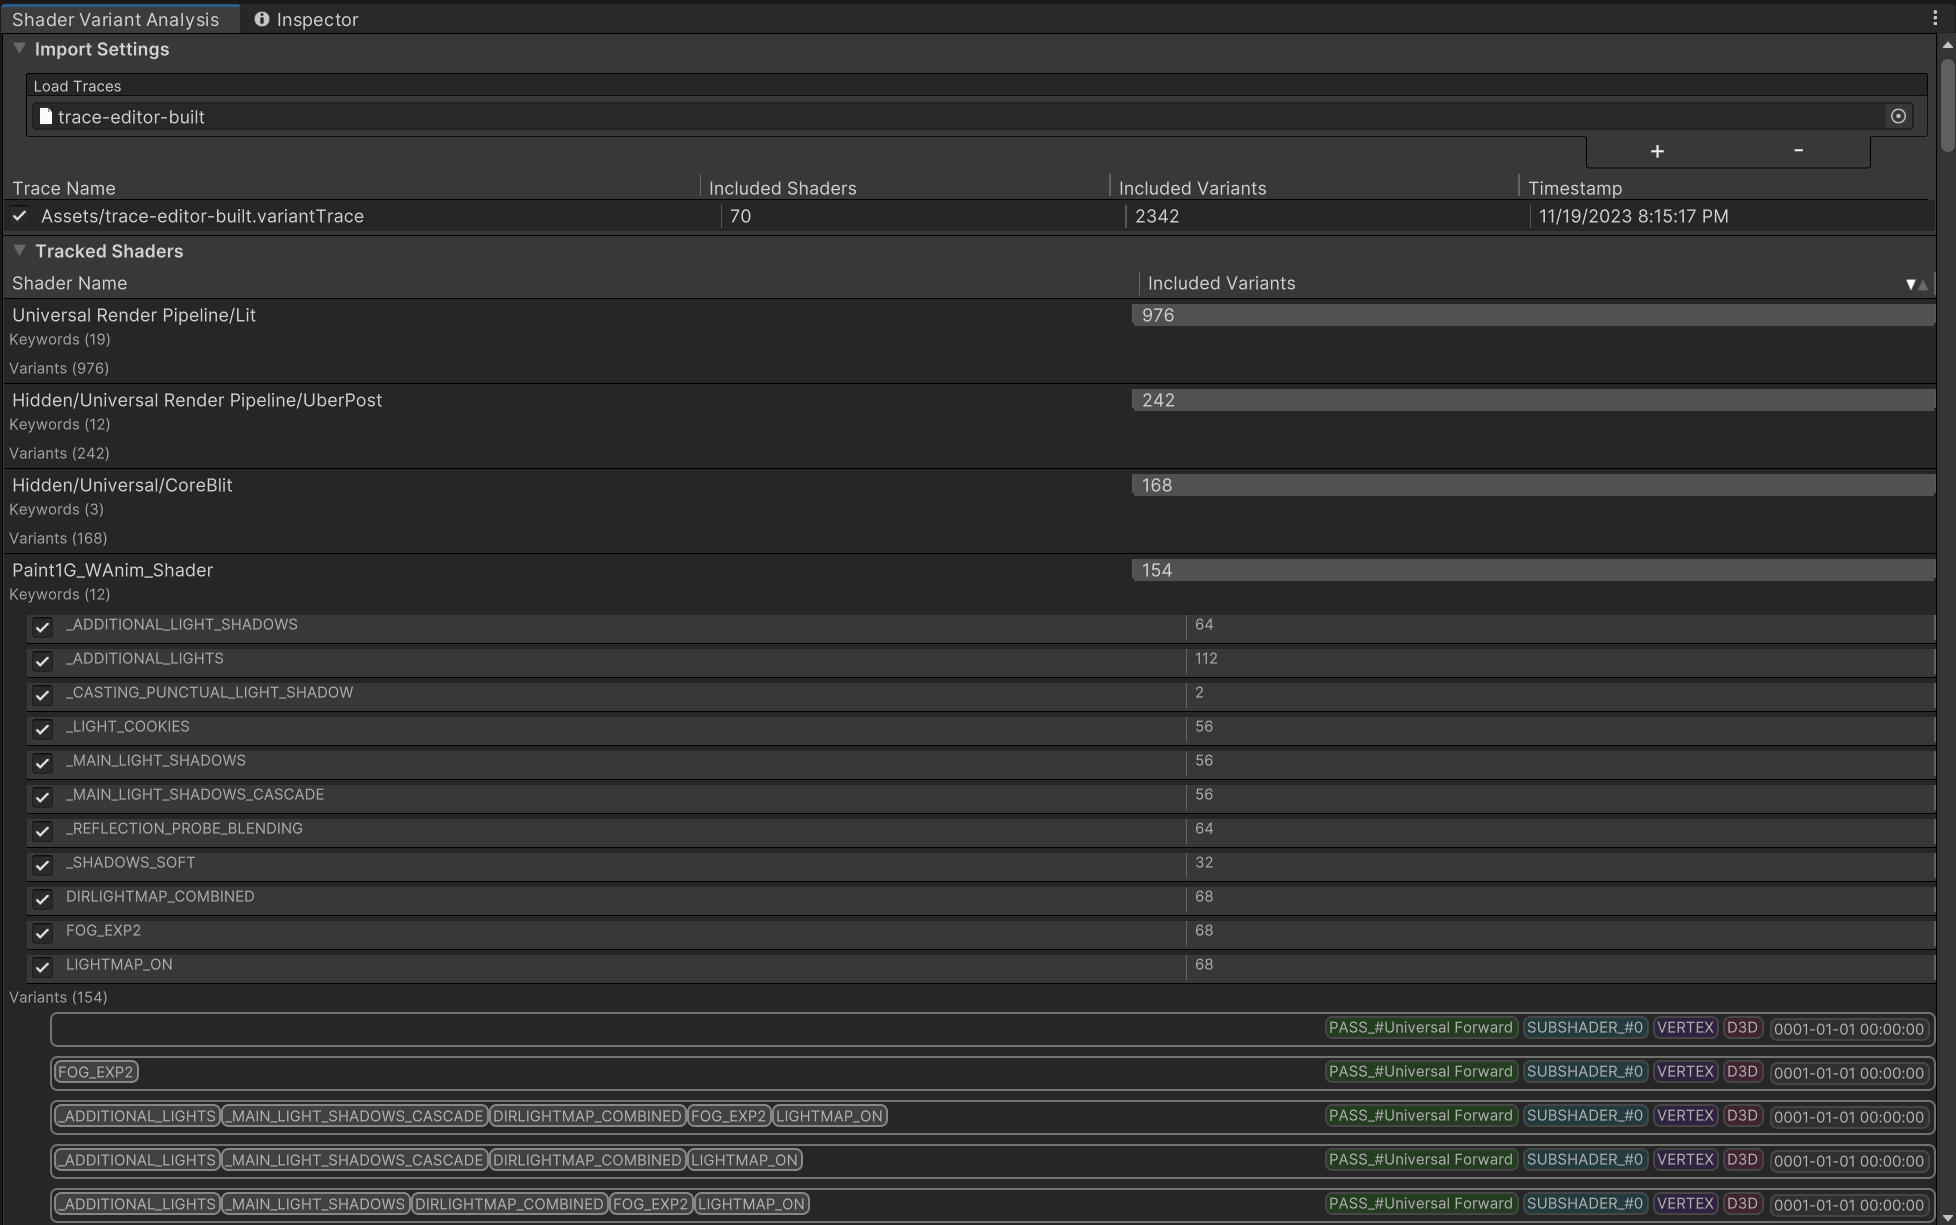 Shader Variant Analysis Inspector
Import Settings
Load Traces
trace-editor-built
+ -
Trace Name Included Shaders Included Variants Timestamp
Assets/trace-editor-built.variantTrace 70 2342 11/19/2023 8:15:17 PM
Tracked Shaders
Shader Name Included Variants
Universal Render Pipeline/Lit 976
Keywords (19)
Variants (976)
Hidden/Universal Render Pipeline/UberPost 242
Keywords (12)
Variants (242)
Hidden/Universal/CoreBlit 168
Keywords (3)
Variants (168)
Paint1G_WAnim_Shader 154
Keywords (12)
_ADDITIONAL_LIGHT_SHADOWS 64
_ADDITIONAL_LIGHTS 112
_CASTING_PUNCTUAL_LIGHT_SHADOW 2
_LIGHT_COOKIES 56
_MAIN_LIGHT_SHADOWS 56
_MAIN_LIGHT_SHADOWS_CASCADE 56
_REFLECTION_PROBE_BLENDING 64
_SHADOWS_SOFT 32
DIRLIGHTMAP_COMBINED 68
FOG_EXP2 68
LIGHTMAP_ON 68
Variants (154)
PASS_#Universal Forward SUBSHADER_#0 VERTEX D3D 0001-01-01 00:00:00
FOG_EXP2 PASS_#Universal Forward SUBSHADER_#0 VERTEX D3D 0001-01-01 00:00:00
_ADDITIONAL_LIGHTS _MAIN_LIGHT_SHADOWS_CASCADE DIRLIGHTMAP_COMBINED FOG_EXP2 LIGHTMAP_ON PASS_#Universal Forward SUBSHADER_#0 VERTEX D3D 0001-01-01 00:00:00
_ADDITIONAL_LIGHTS _MAIN_LIGHT_SHADOWS_CASCADE DIRLIGHTMAP_COMBINED LIGHTMAP_ON PASS_#Universal Forward SUBSHADER_#0 VERTEX D3D 0001-01-01 00:00:00
_ADDITIONAL_LIGHTS _MAIN_LIGHT_SHADOWS DIRLIGHTMAP_COMBINED FOG_EXP2 LIGHTMAP_ON PASS_#Universal Forward SUBSHADER_#0 VERTEX D3D 0001-01-01 00:00:00